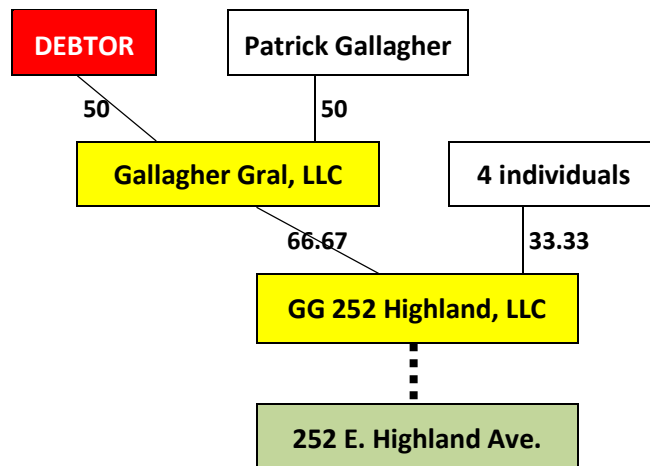 DEBTOR
Patrick Gallagher
50
50
Gallagher Gral, LLC
4 individuals
66.67
33.33
GG 252 Highland, LLC
252 E. Highland Ave.